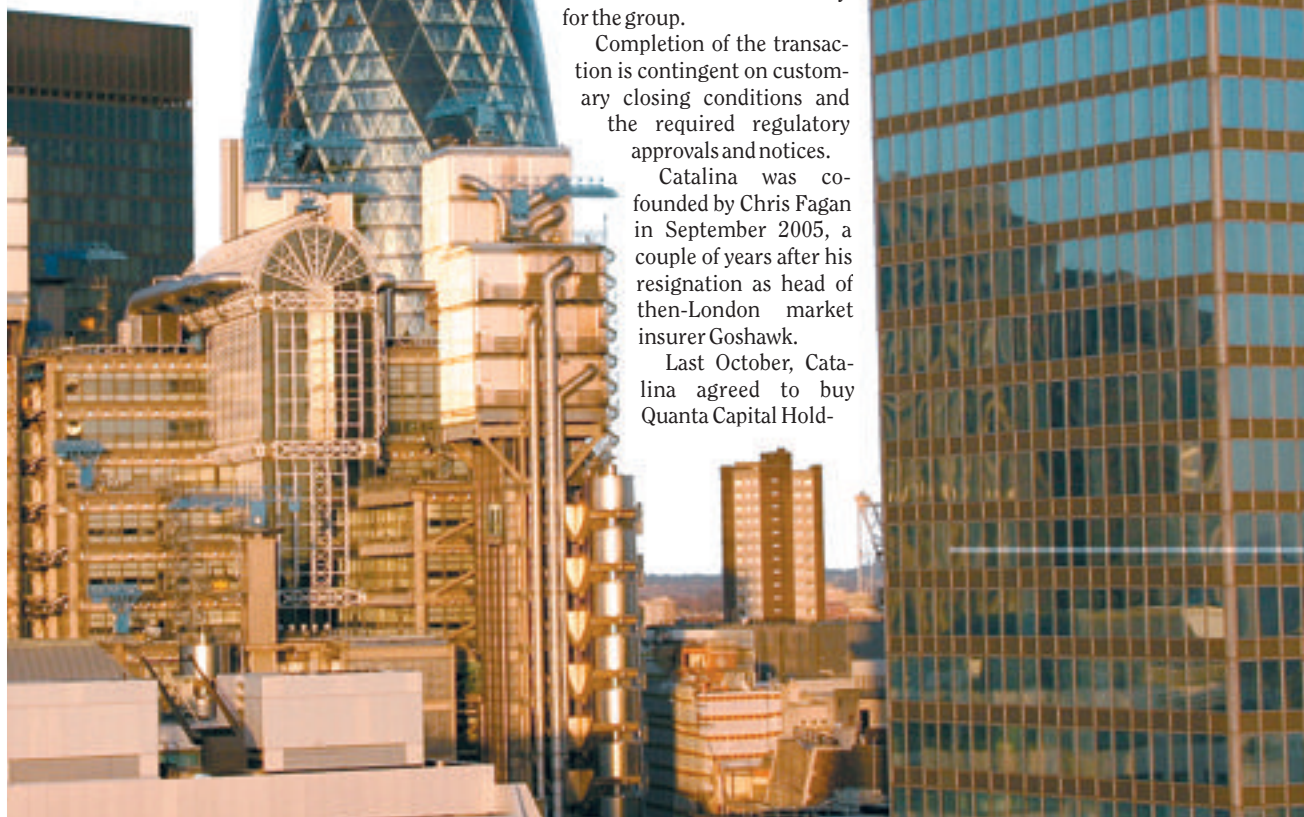 for the group.
Completion of the transac-
tion is contingent on custom-
ary closing conditions and
the required regulatory
approvals and notices.
Catalina was co-
founded by Chris Fagan
in September 2005, a
couple of years after his
resignation as head of
then-London market
insurer Goshawk.
Last October, Cata-
lina agreed to buy
Quanta Capital Hold-